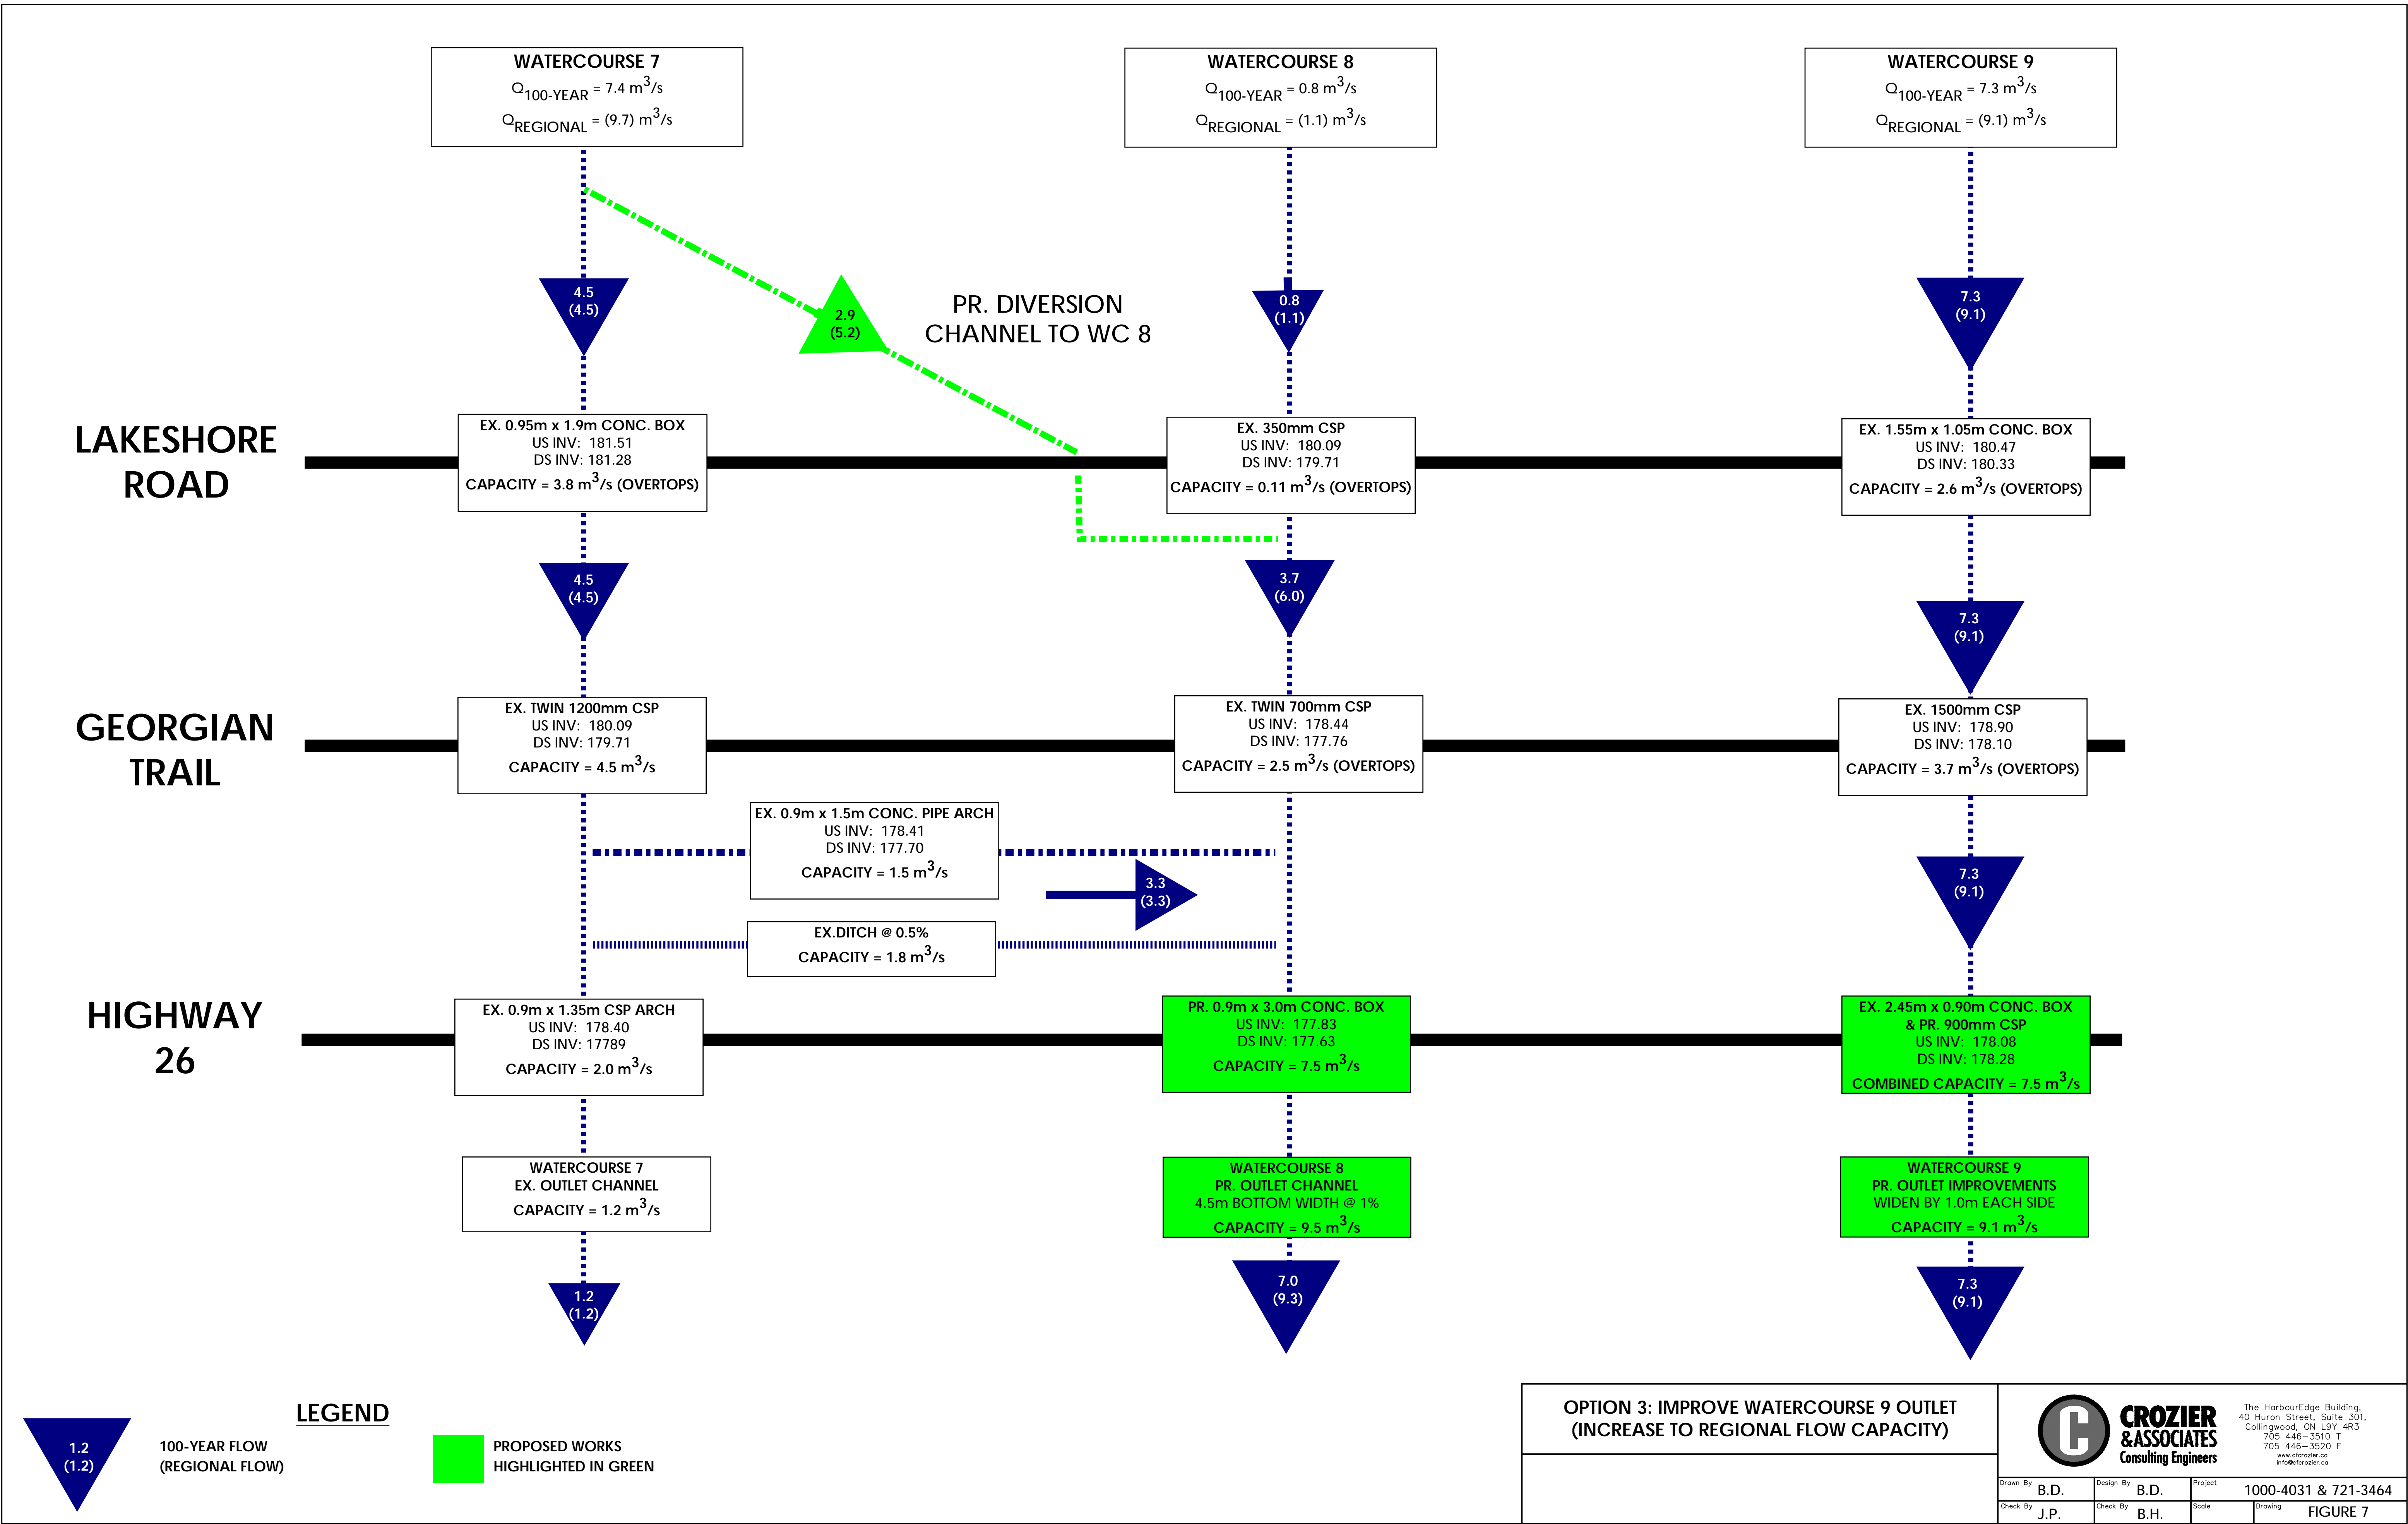 WATERCOURSE 7
Q100-YEAR = 7.4 m3/s
QREGIONAL = (9.7) m3/s
WATERCOURSE 8
Q100-YEAR = 0.8 m3/s
QREGIONAL = (1.1) m3/s
WATERCOURSE 9
Q100-YEAR = 7.3 m3/s
QREGIONAL = (9.1) m3/s
4.5
(4.5)
2.9
(5.2)
PR. DIVERSION
CHANNEL TO WC 8
0.8
(1.1)
7.3
(9.1)
LAKESHORE
ROAD
EX. 0.95m x 1.9m CONC. BOX
US INV: 181.51
DS INV: 181.28
CAPACITY = 3.8 m3/s (OVERTOPS)
EX. 350mm CSP
US INV: 180.09
DS INV: 179.71
CAPACITY = 0.11 m3/s (OVERTOPS)
EX. 1.55m x 1.05m CONC. BOX
US INV: 180.47
DS INV: 180.33
CAPACITY = 2.6 m3/s (OVERTOPS)
4.5
(4.5)
3.7
(6.0)
7.3
(9.1)
GEORGIAN
TRAIL
EX. TWIN 1200mm CSP
US INV: 180.09
DS INV: 179.71
CAPACITY = 4.5 m3/s
EX. TWIN 700mm CSP
US INV: 178.44
DS INV: 177.76
CAPACITY = 2.5 m3/s (OVERTOPS)
EX. 1500mm CSP
US INV: 178.90
DS INV: 178.10
CAPACITY = 3.7 m3/s (OVERTOPS)
EX. 0.9m x 1.5m CONC. PIPE ARCH
US INV: 178.41
DS INV: 177.70
CAPACITY = 1.5 m3/s
3.3
(3.3)
7.3
(9.1)
EX.DITCH @ 0.5%
CAPACITY = 1.8 m3/s
HIGHWAY
26
EX. 0.9m x 1.35m CSP ARCH
US INV: 178.40
DS INV: 17789
CAPACITY = 2.0 m3/s
PR. 0.9m x 3.0m CONC. BOX
US INV: 177.83
DS INV: 177.63
CAPACITY = 7.5 m3/s
EX. 2.45m x 0.90m CONC. BOX
& PR. 900mm CSP
US INV: 178.08
DS INV: 178.28
COMBINED CAPACITY = 7.5 m3/s
WATERCOURSE 7
EX. OUTLET CHANNEL
CAPACITY = 1.2 m3/s
WATERCOURSE 8
PR. OUTLET CHANNEL
4.5m BOTTOM WIDTH @ 1%
CAPACITY = 9.5 m3/s
WATERCOURSE 9
PR. OUTLET IMPROVEMENTS
WIDEN BY 1.0m EACH SIDE
CAPACITY = 9.1 m3/s
1.2
(1.2)
7.0
(9.3)
7.3
(9.1)
LEGEND
1.2
(1.2)
100-YEAR FLOW
(REGIONAL FLOW)
PROPOSED WORKS
HIGHLIGHTED IN GREEN
OPTION 3: IMPROVE WATERCOURSE 9 OUTLET
(INCREASE TO REGIONAL FLOW CAPACITY)
C
CROZIER
&ASSOCIATES
Consulting Engineers
The HarbourEdge Building,
40 Huron Street, Suite 301,
Collingwood, ON L9Y 4R3
705 446-3510 T
705 446-3520 F
www.cfcrozier.ca
info@cfcrozier.ca
Drawn By B.D.
Design By B.D.
Project 1000-4031 & 721-3464
Check By J.P.
Check By B.H.
Scale
Drawing FIGURE 7